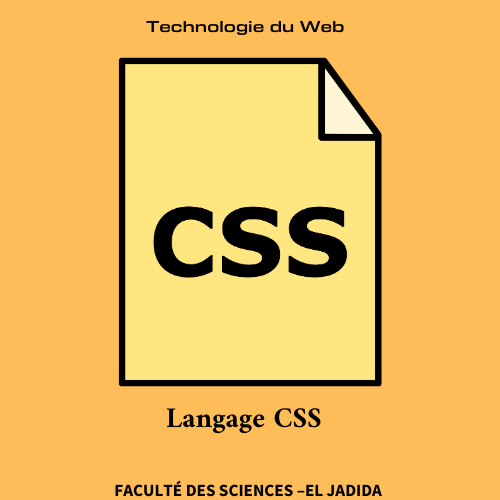 Technologie du Web
CSS
Langage CSS
FACULTÉ DES SCIENCES –EL JADIDA